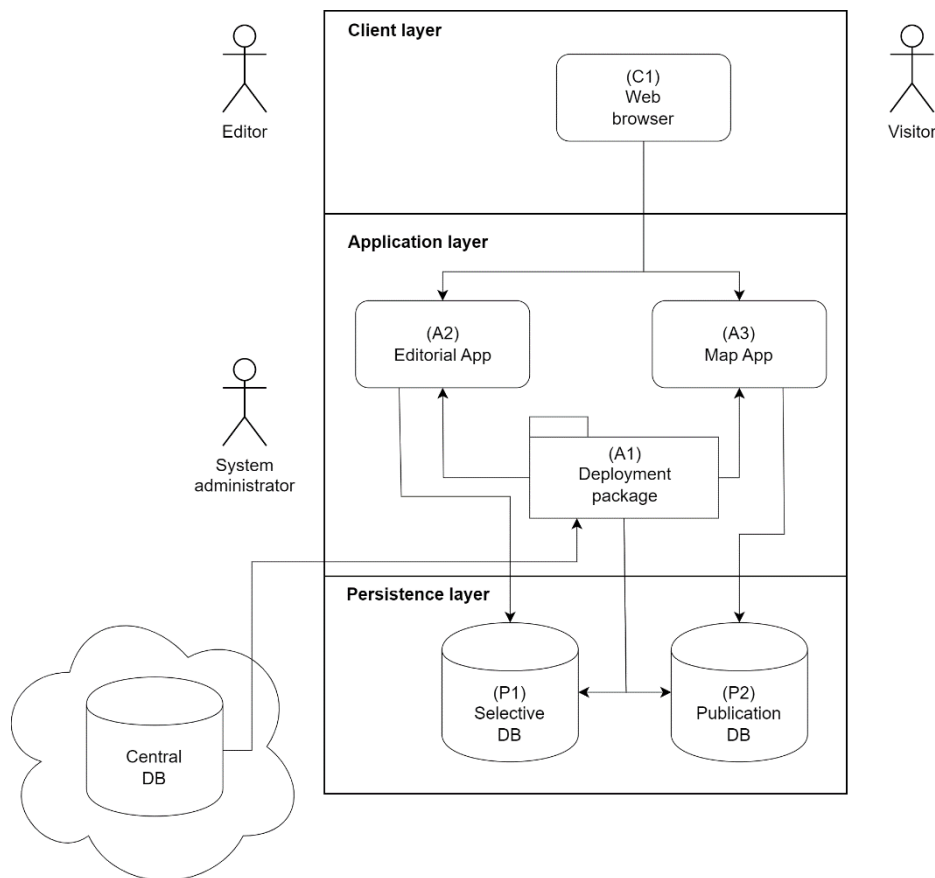 Client layer
(C1)
Web
browser
Editor
Visitor
Application layer
(A2)
Editorial App
(A3)
Map App
(A1)
Deployment
package
System
administrator
Persistence layer
(P1)
Selective
DB
(P2)
Publication
DB
Central
DB